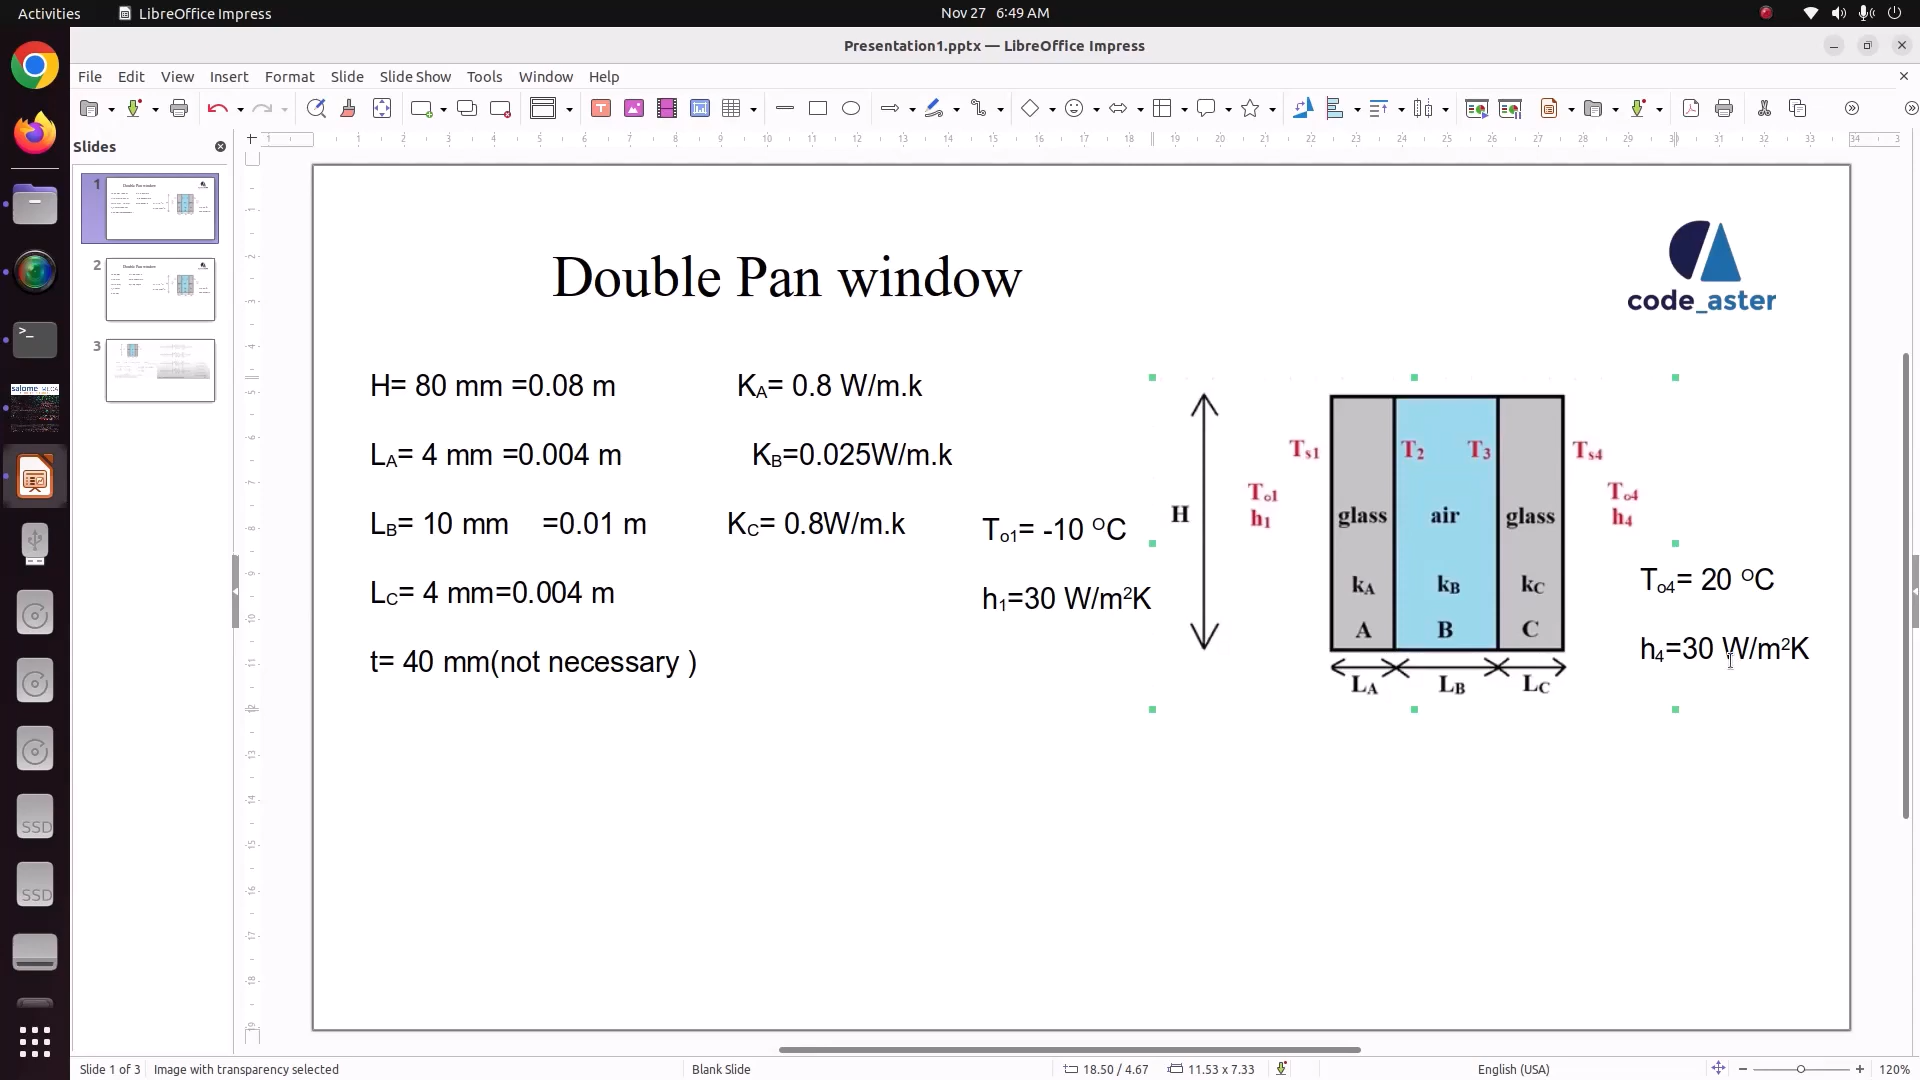 Activities LibreOffice Impress Nov 27 6:49 AM
Presentation1.pptx — LibreOffice Impress
File Edit View Insert Format Slide Slide Show Tools Window Help
Slides
1
2
3
Double Pan window
code_aster
H= 80 mm =0.08 m KA= 0.8 W/m.k
LA= 4 mm =0.004 m KB=0.025W/m.k
LB= 10 mm =0.01 m KC= 0.8W/m.k
LC= 4 mm=0.004 m
t= 40 mm(not necessary )
To1= -10 OC
h1=30 W/m2K
H
Ts1 T2 T3 Ts4
To1 To4
h1 h4
glass air glass
kA kB kC
A B C
LA LB LC
To4= 20 OC
h4=30 W/m2K
salome
SSD
SSD
Slide 1 of 3 Image with transparency selected Blank Slide 18.50 / 4.67 11.53 x 7.33 English (USA) 120%